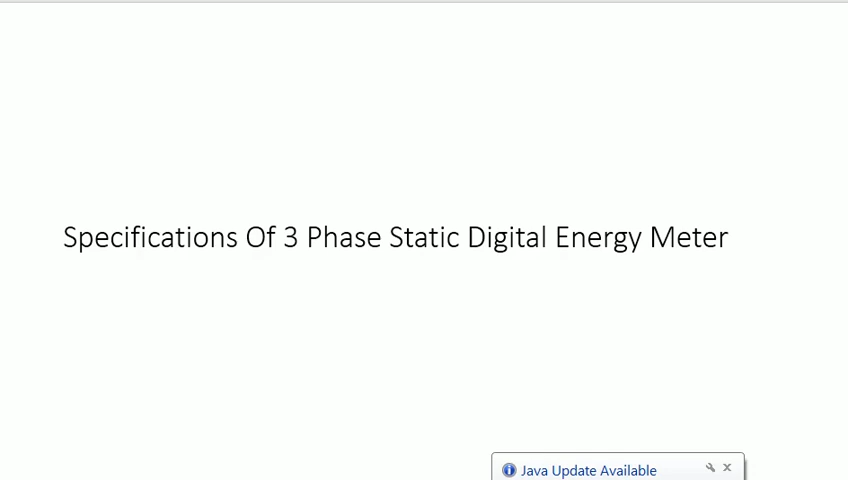 Specifications Of 3 Phase Static Digital Energy Meter
Java Update Available